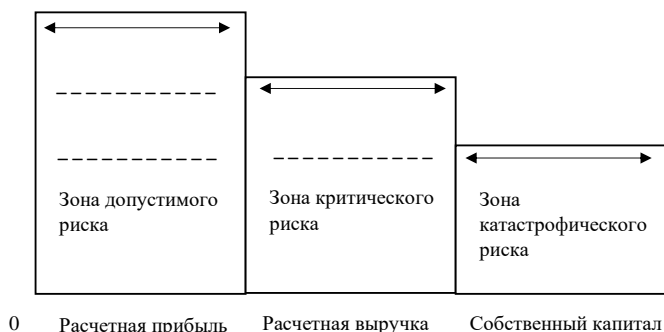 Зона допустимого
риска
Зона критического
риска
Зона
катастрофического
риска
0
Расчетная прибыль
Расчетная выручка
Собственный капитал